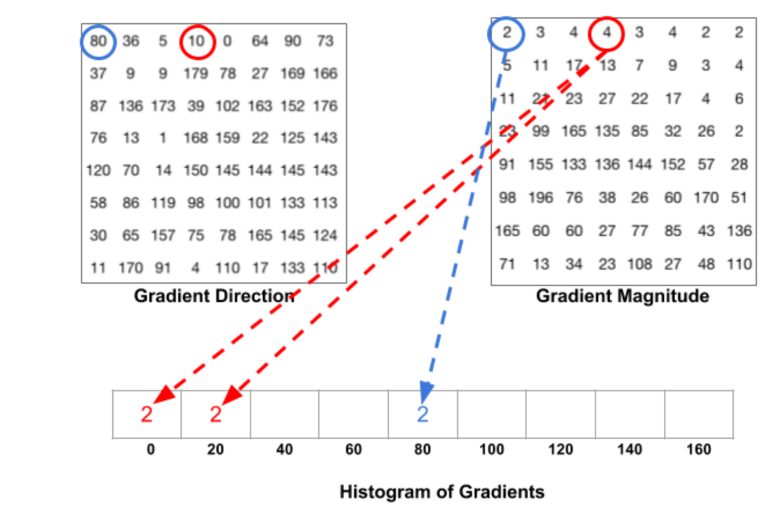 80 36 5 10 0 64 90 73
37 9 9 179 78 27 169 166
87 136 173 39 102 163 152 176
76 13 1 168 159 22 125 143
120 70 14 150 145 144 145 143
58 86 119 98 100 101 133 113
30 65 157 75 78 165 145 124
11 170 91 4 110 17 133 110
Gradient Direction
2 3 4 4 3 4 2 2
5 11 17 13 7 9 3 4
11 21 23 27 22 17 4 6
23 99 165 135 85 32 26 2
91 155 133 136 144 152 57 28
98 196 76 38 26 60 170 51
165 60 60 27 77 85 43 136
71 13 34 23 108 27 48 110
Gradient Magnitude
2 2 2
0 20 40 60 80 100 120 140 160
Histogram of Gradients